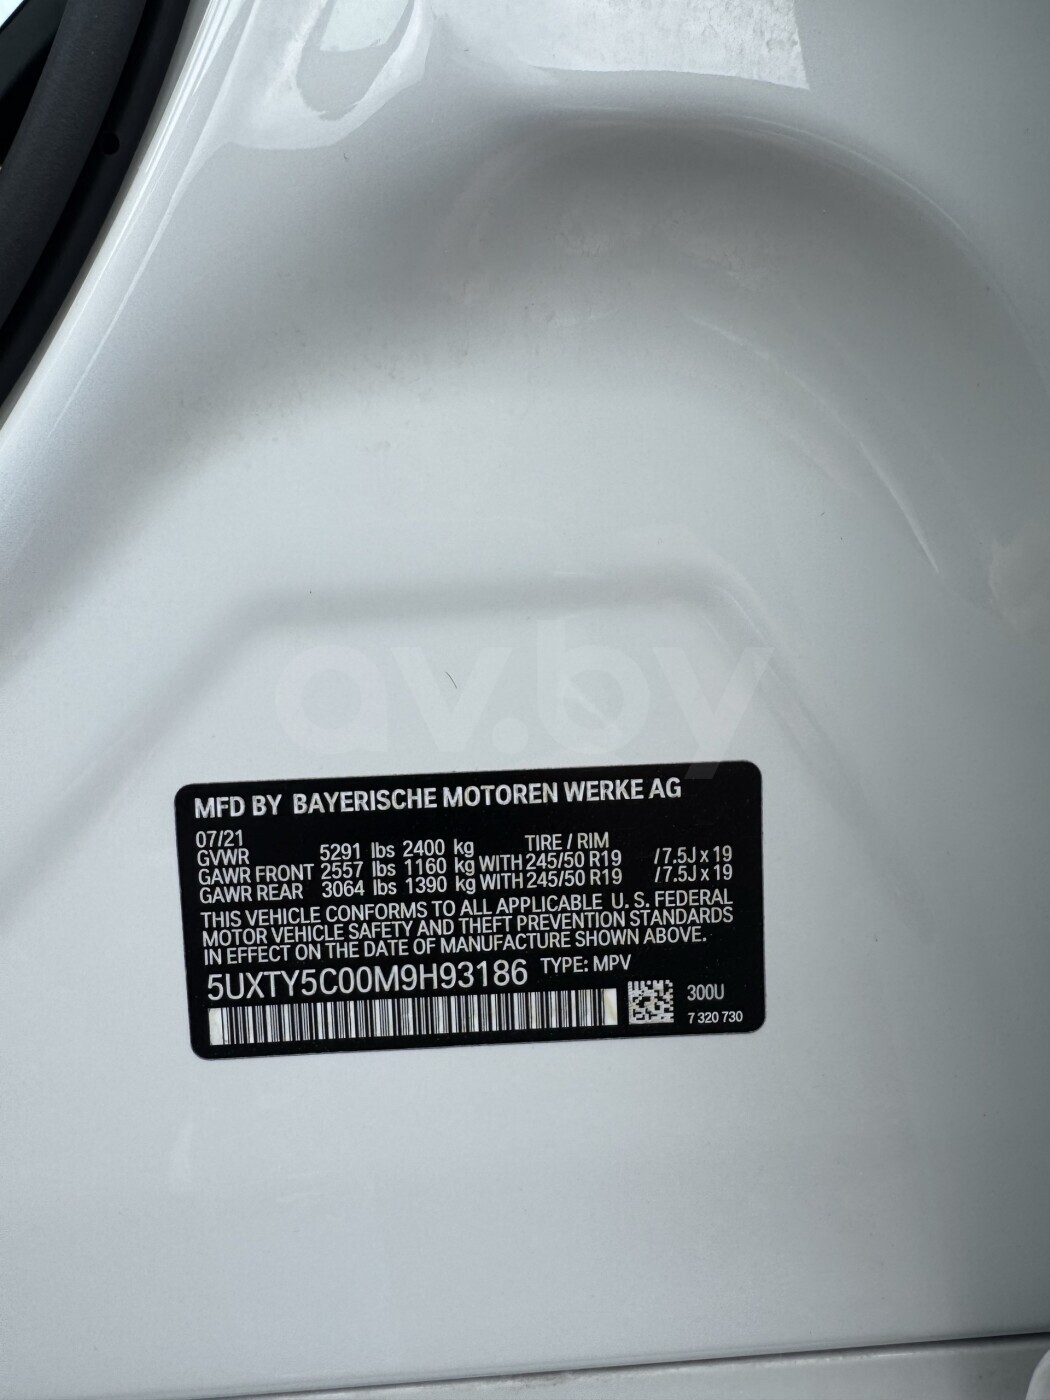 av.by
MFD BY BAYERISCHE MOTOREN WERKE AG
07/21 TIRE / RIM
GVWR 5291 lbs 2400 kg
GAWR FRONT 2557 lbs 1160 kg WITH 245/50 R19 /7.5J x 19
GAWR REAR 3064 lbs 1390 kg WITH 245/50 R19 /7.5J x 19
THIS VEHICLE CONFORMS TO ALL APPLICABLE U. S. FEDERAL
MOTOR VEHICLE SAFETY AND THEFT PREVENTION STANDARDS
IN EFFECT ON THE DATE OF MANUFACTURE SHOWN ABOVE.
5UXTY5C00M9H93186 TYPE: MPV
300U
7 320 730